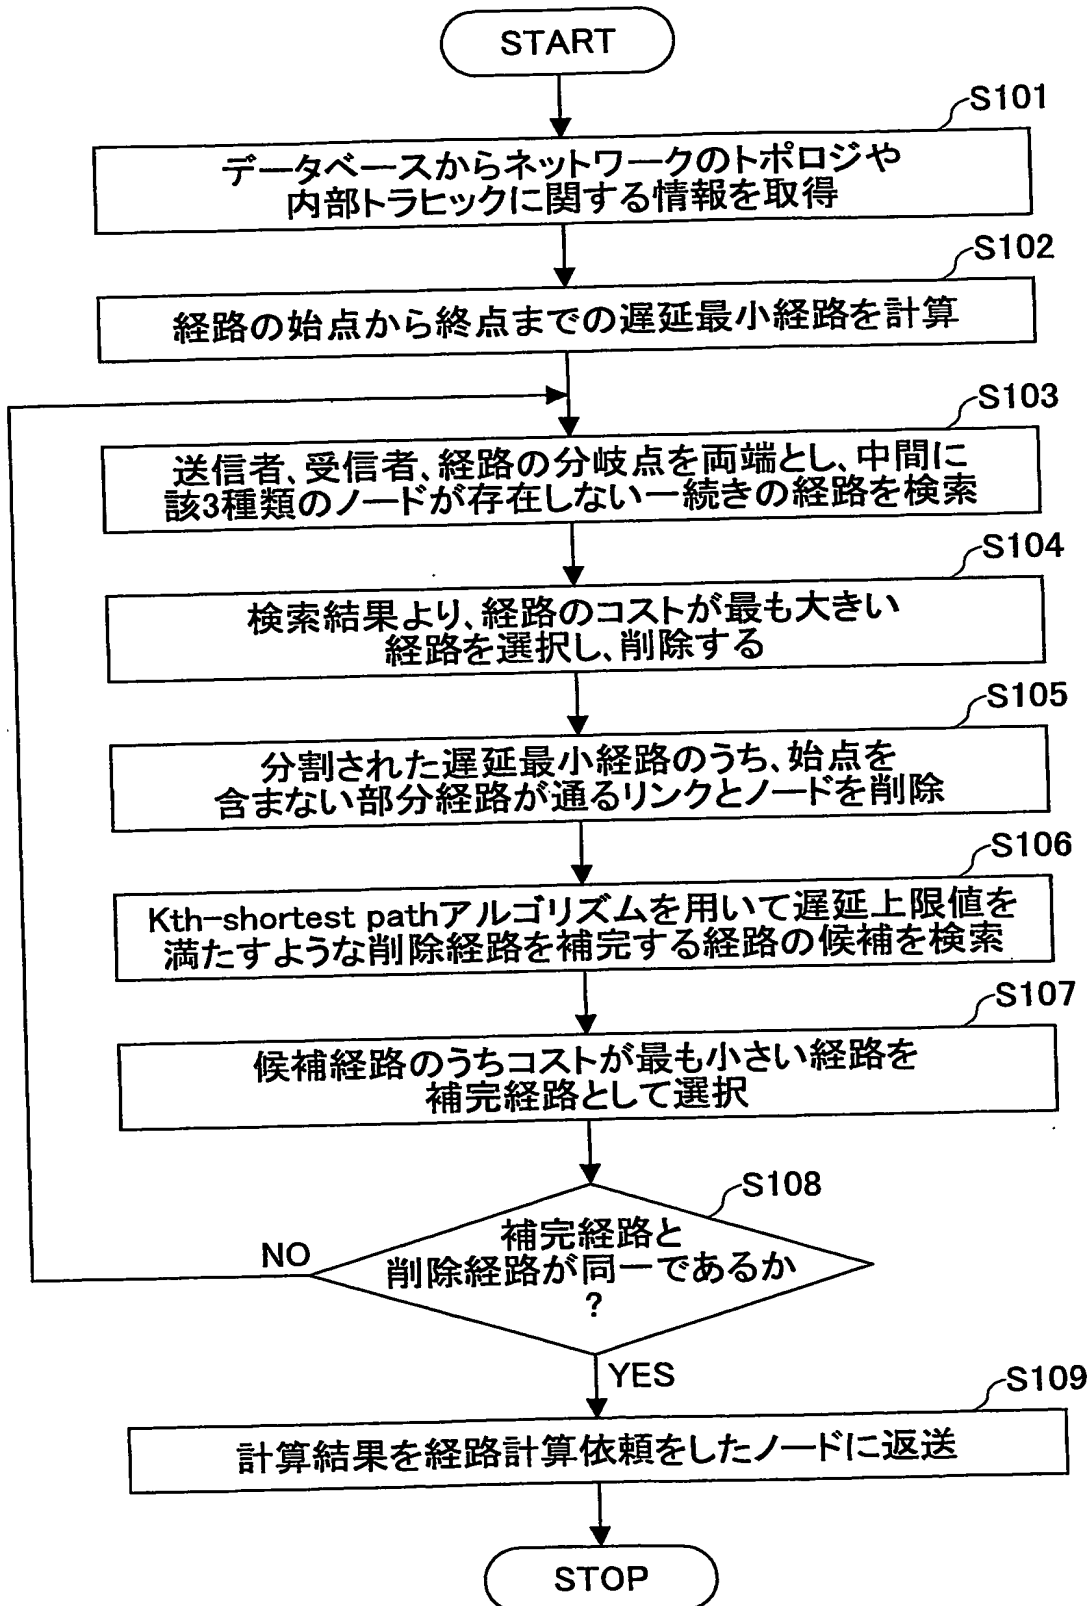 START
S101
データベースからネットワークのトポロジや
内部トラヒックに関する情報を取得
S102
経路の始点から終点までの遅延最小経路を計算
S103
送信者、受信者、経路の分岐点を両端とし、中間に
該3種類のノードが存在しない一続きの経路を検索
S104
検索結果より、経路のコストが最も大きい
経路を選択し、削除する
S105
分割された遅延最小経路のうち、始点を
含まない部分経路が通るリンクとノードを削除
S106
Kth-shortest pathアルゴリズムを用いて遅延上限値を
満たすような削除経路を補完する経路の候補を検索
S107
候補経路のうちコストが最も小さい経路を
補完経路として選択
S108
補完経路と
削除経路が同一であるか
?
NO
YES
S109
計算結果を経路計算依頼をしたノードに返送
STOP